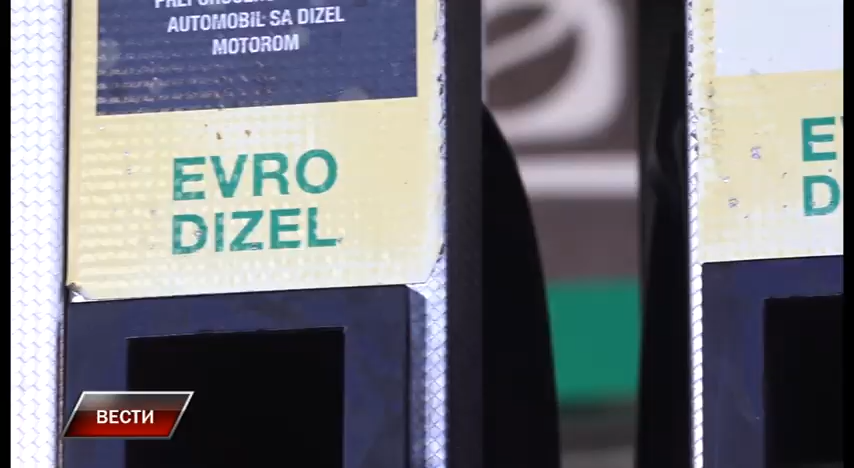 AUTOMOBIL SA DIZEL
MOTOROM
EVRO
DIZEL
ВЕСТИ